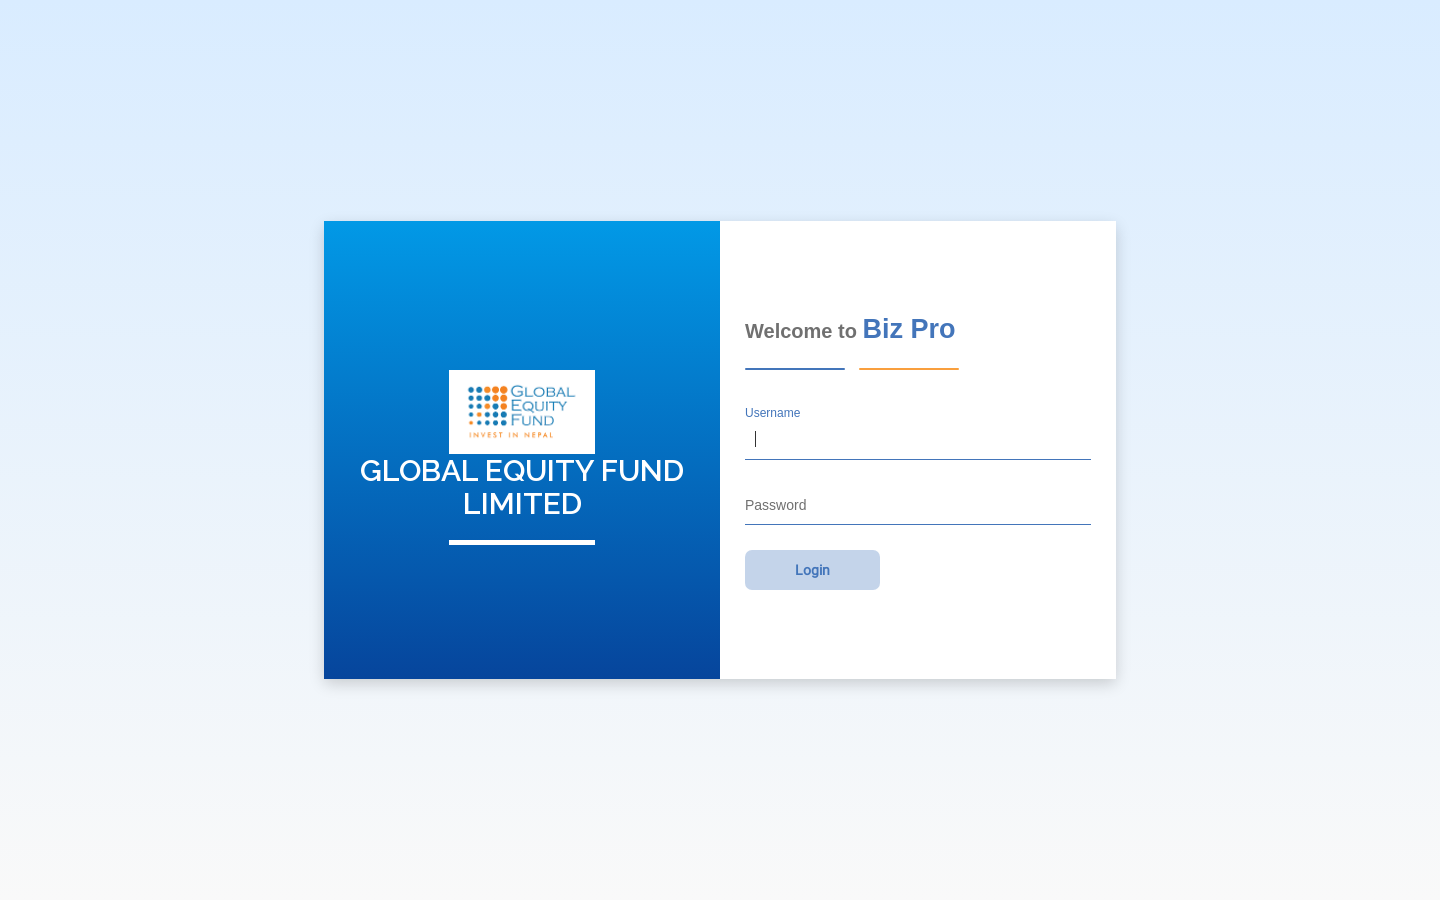 GLOBAL
EQUITY
FUND
INVEST IN NEPAL
GLOBAL EQUITY FUND
LIMITED
Welcome to Biz Pro
Username
Password
Login